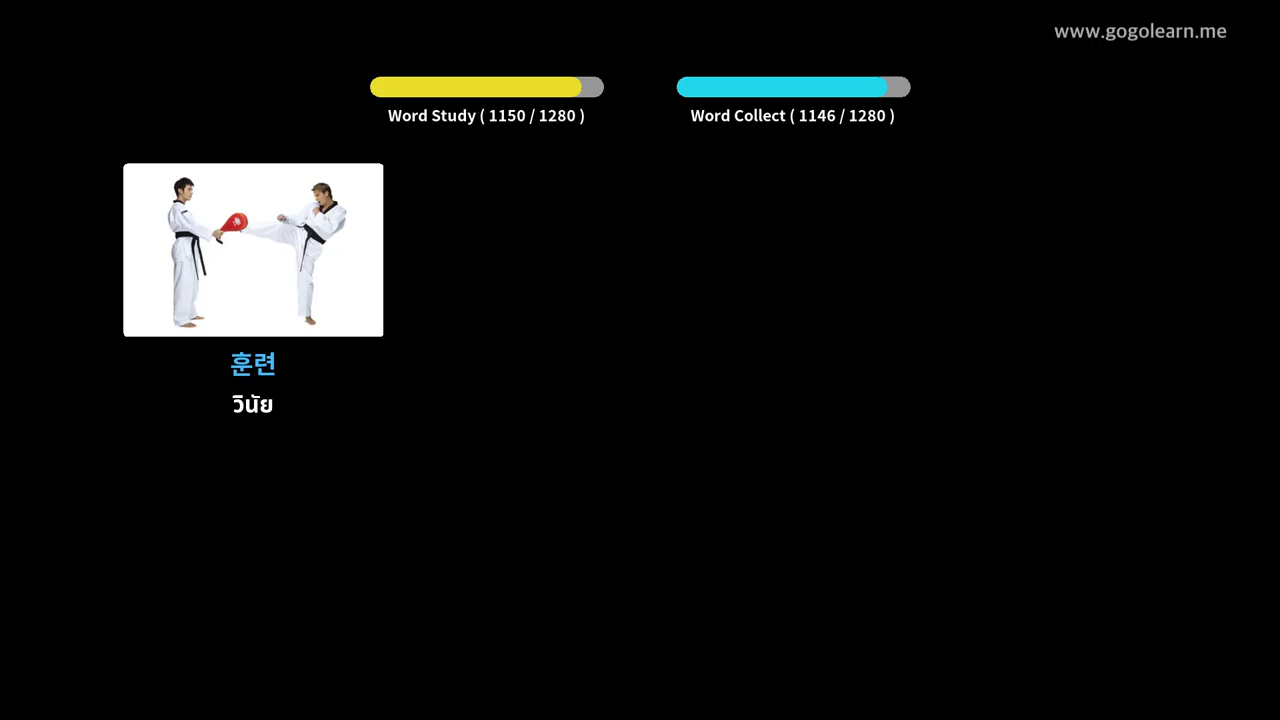 www.gogolearn.me
Word Study ( 1150 / 1280 )
Word Collect ( 1146 / 1280 )
훈련
วินัย